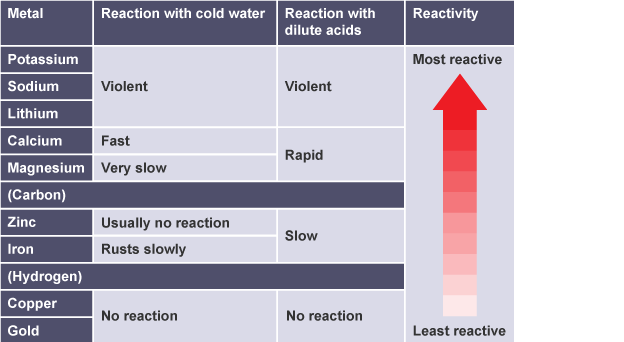 Metal
Reaction with cold water
Reaction with
dilute acids
Reactivity
Potassium
Sodium
Lithium
Violent
Violent
Most reactive
Calcium
Fast
Magnesium
Very slow
Rapid
(Carbon)
Zinc
Usually no reaction
Iron
Rusts slowly
Slow
(Hydrogen)
Copper
Gold
No reaction
No reaction
Least reactive